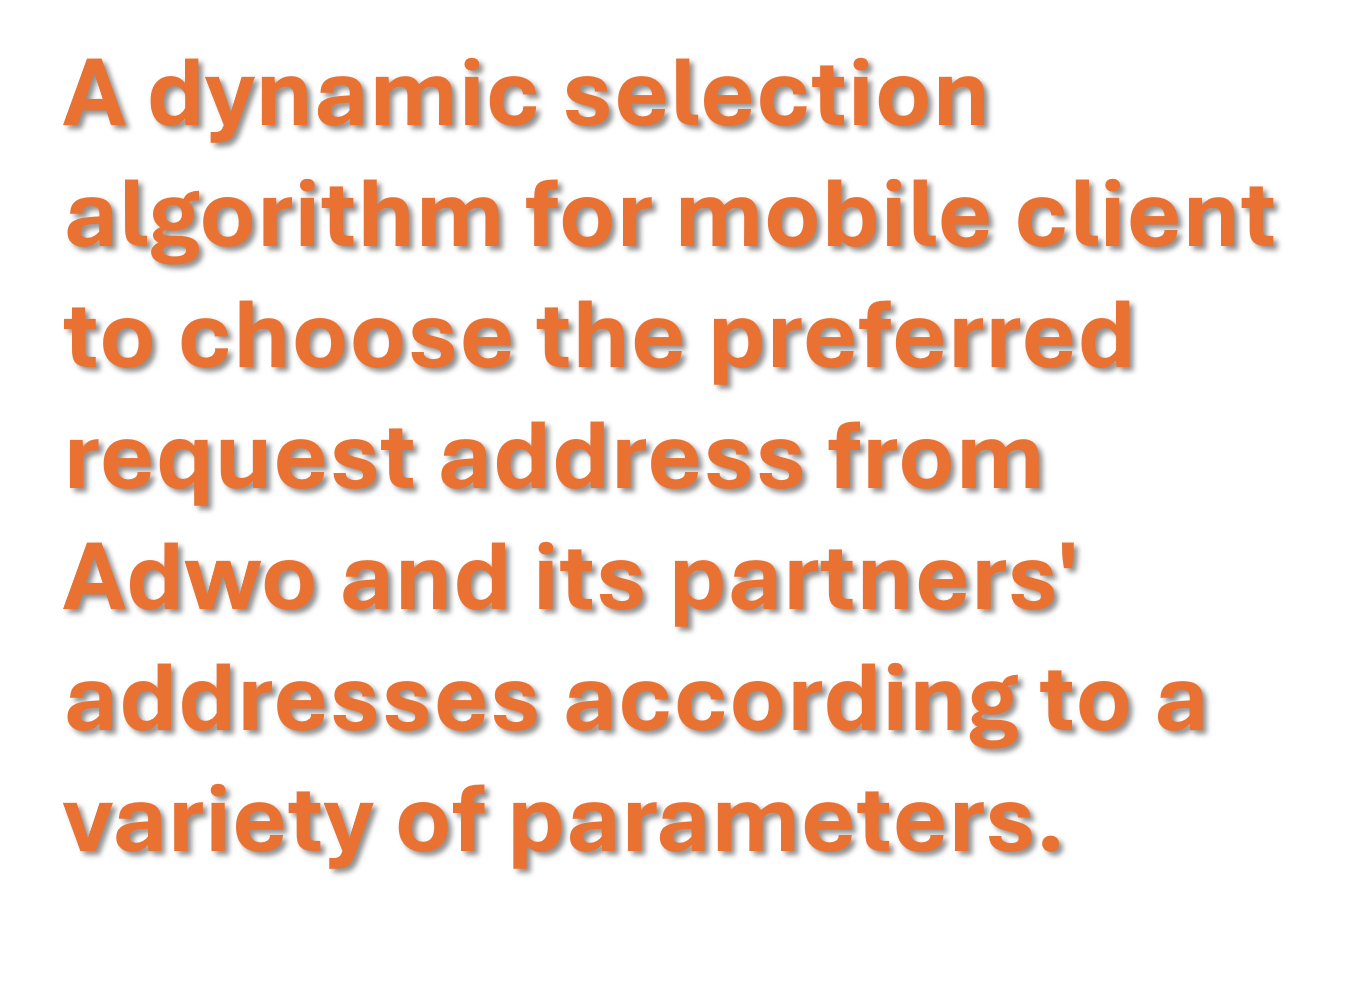 A dynamic selection
algorithm for mobile client
to choose the preferred
request address from
Adwo and its partners'
addresses according to a
variety of parameters.